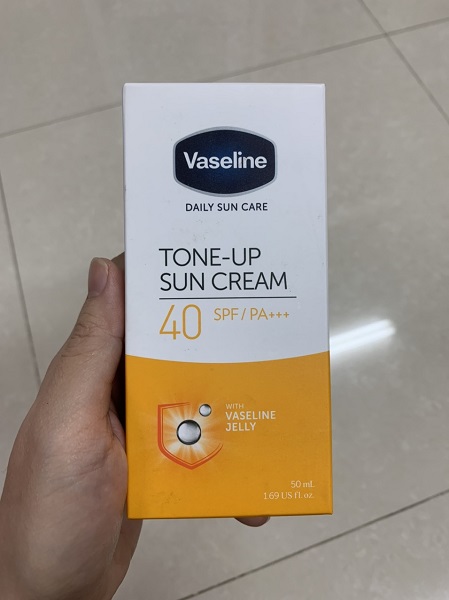 Vaseline
DAILY SUN CARE
TONE-UP
SUN CREAM
40 SPF / PA+++
WITH
VASELINE
JELLY
50 mL
1.69 US fl. oz.